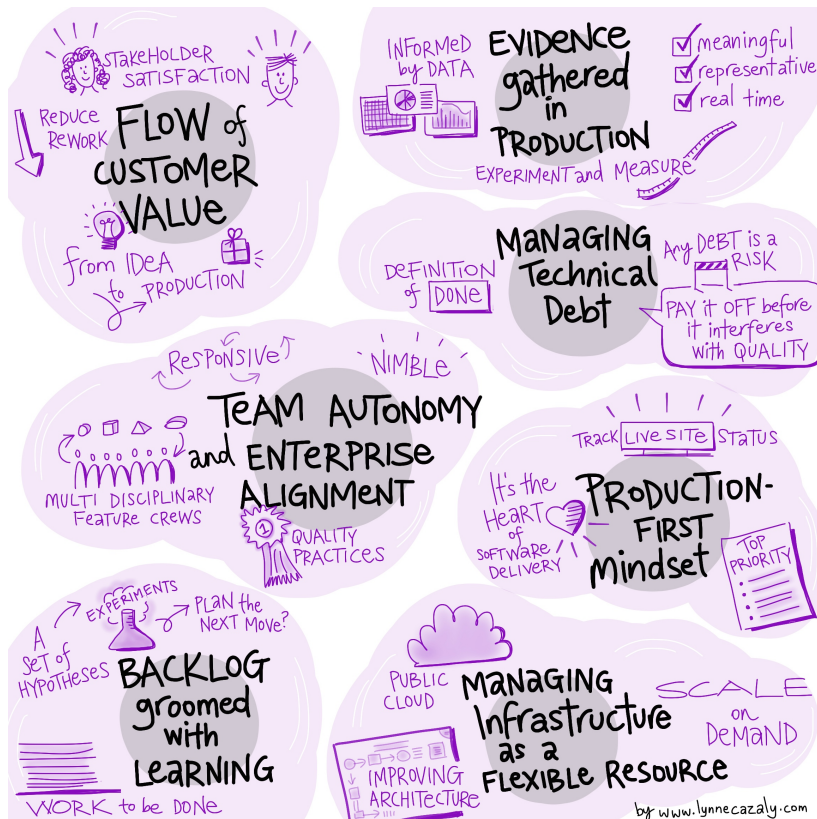 STAKEHOLDER
SATISFACTION
REDUCE
REWORK
FLOW of
CUSTOMER
VALUE
from IDEA
to PRODUCTION
INFORMED
by DATA
EVIDENCE
gathered
in
PRODUCTION
meaningful
representative
real time
EXPERIMENT and MEASURE
MANAGING
Technical
Debt
DEFINITION
of DONE
Any DEBT is a
RISK
PAY it OFF before
it interferes
with QUALITY
RESPONSIVE
NIMBLE
TEAM AUTONOMY
and ENTERPRISE
ALIGNMENT
MULTI DISCIPLINARY
FEATURE CREWS
1
QUALITY
PRACTICES
TRACK LIVE SITE STATUS
It's the
HEART
of
SOFTWARE
DELIVERY
PRODUCTION-
FIRST
mindset
TOP
PRIORITY
A
SET of
HYPOTHESES
EXPERIMENTS
PLAN the
NEXT MOVE?
BACKLOG
groomed
with
LEARNING
WORK to be DONE
PUBLIC
CLOUD
MANAGING
Infrastructure
as a
FLEXIBLE RESOURCE
SCALE
on
DEMAND
IMPROVING
ARCHITECTURE
by www.lynnecazaly.com